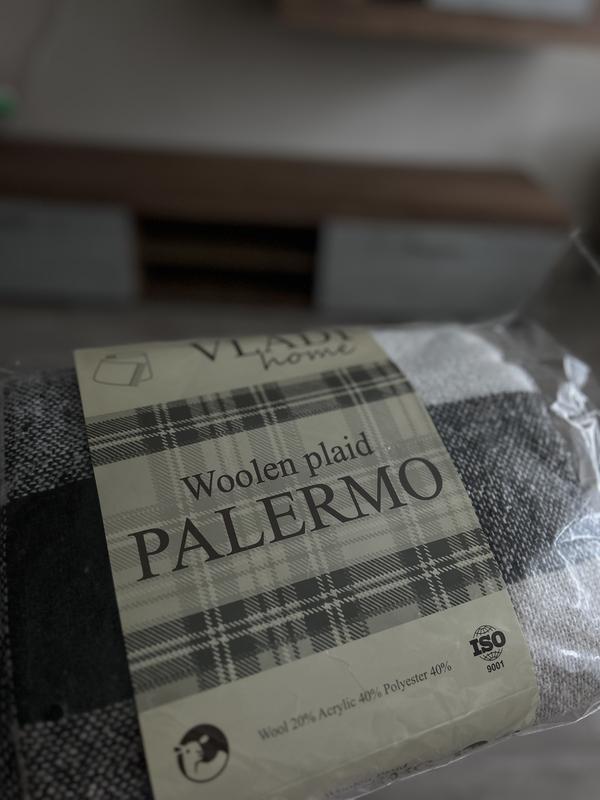 VLADI
home
Woolen plaid
PALERMO
ISO
9001
Wool 20% Acrylic 40% Polyester 40%